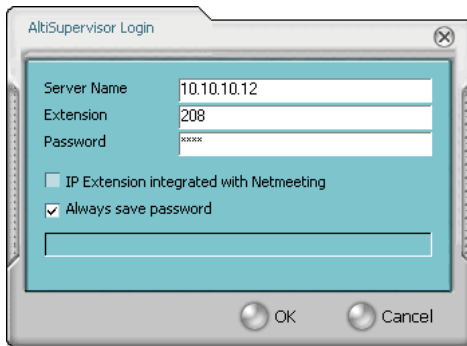 AltiSupervisor Login
Server Name 10.10.10.12
Extension 208
Password ****
IP Extension integrated with Netmeeting
Always save password
OK Cancel